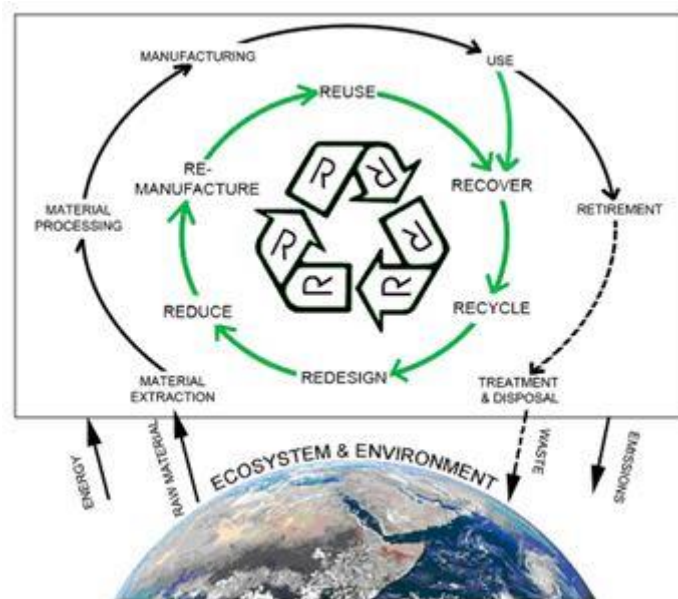 MANUFACTURING
USE
REUSE
RE-
MANUFACTURE
RECOVER
MATERIAL
PROCESSING
RETIREMENT
REDUCE
RECYCLE
REDESIGN
MATERIAL
EXTRACTION
TREATMENT
& DISPOSAL
R
R
R
R
R
ENERGY
RAW MATERIAL
ECOSYSTEM & ENVIRONMENT
WASTE
EMISSIONS